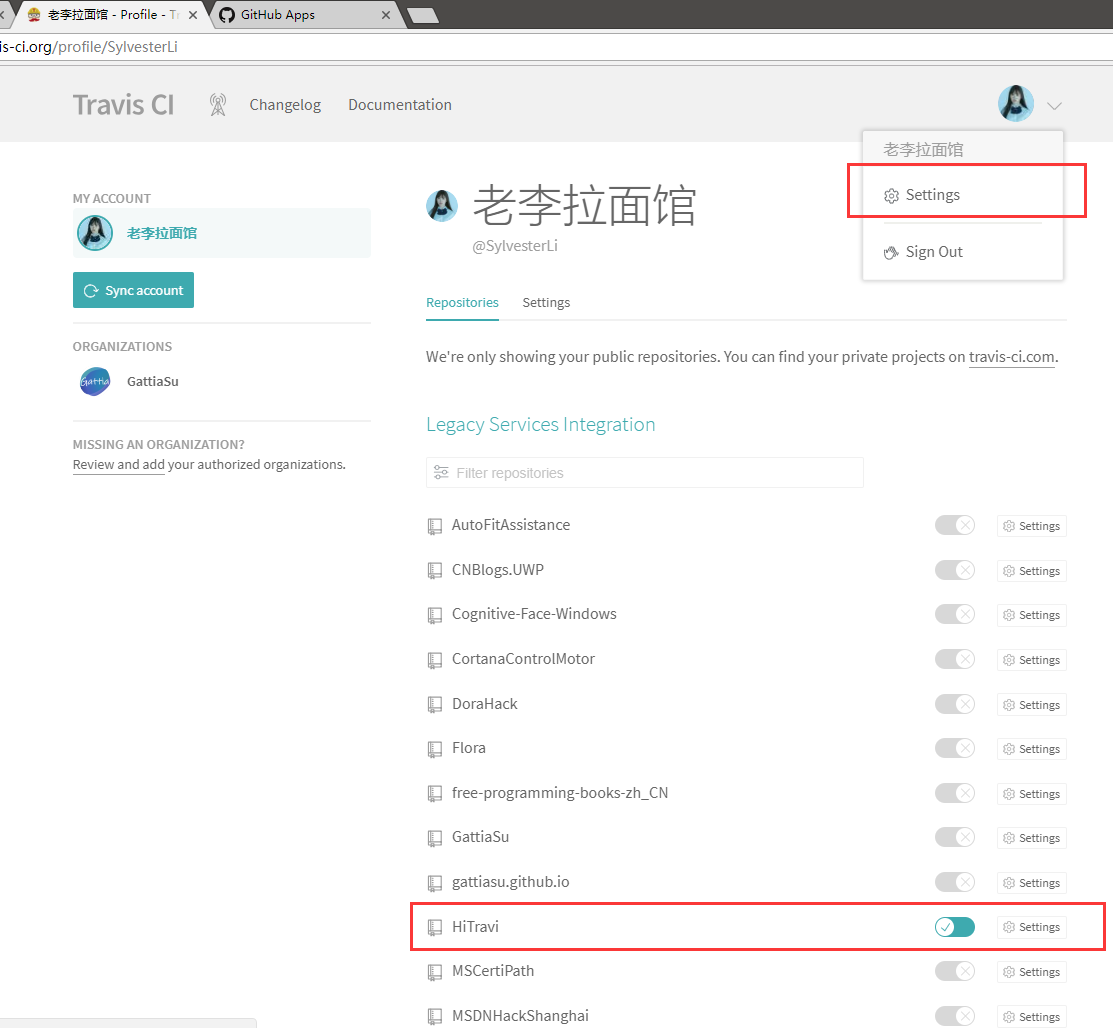 老李拉面馆 - Profile - Tr
GitHub Apps
is-ci.org/profile/SylvesterLi
Travis CI
Changelog
Documentation
老李拉面馆
Settings
Sign Out
MY ACCOUNT
老李拉面馆
Sync account
ORGANIZATIONS
Gattia
GattiaSu
MISSING AN ORGANIZATION?
Review and add your authorized organizations.
老李拉面馆
@SylvesterLi
Repositories
Settings
We're only showing your public repositories. You can find your private projects on travis-ci.com.
Legacy Services Integration
Filter repositories
AutoFitAssistance Settings
CNBlogs.UWP Settings
Cognitive-Face-Windows Settings
CortanaControlMotor Settings
DoraHack Settings
Flora Settings
free-programming-books-zh_CN Settings
GattiaSu Settings
gattiasu.github.io Settings
HiTravi Settings
MSCertiPath Settings
MSDNHackShanghai Settings